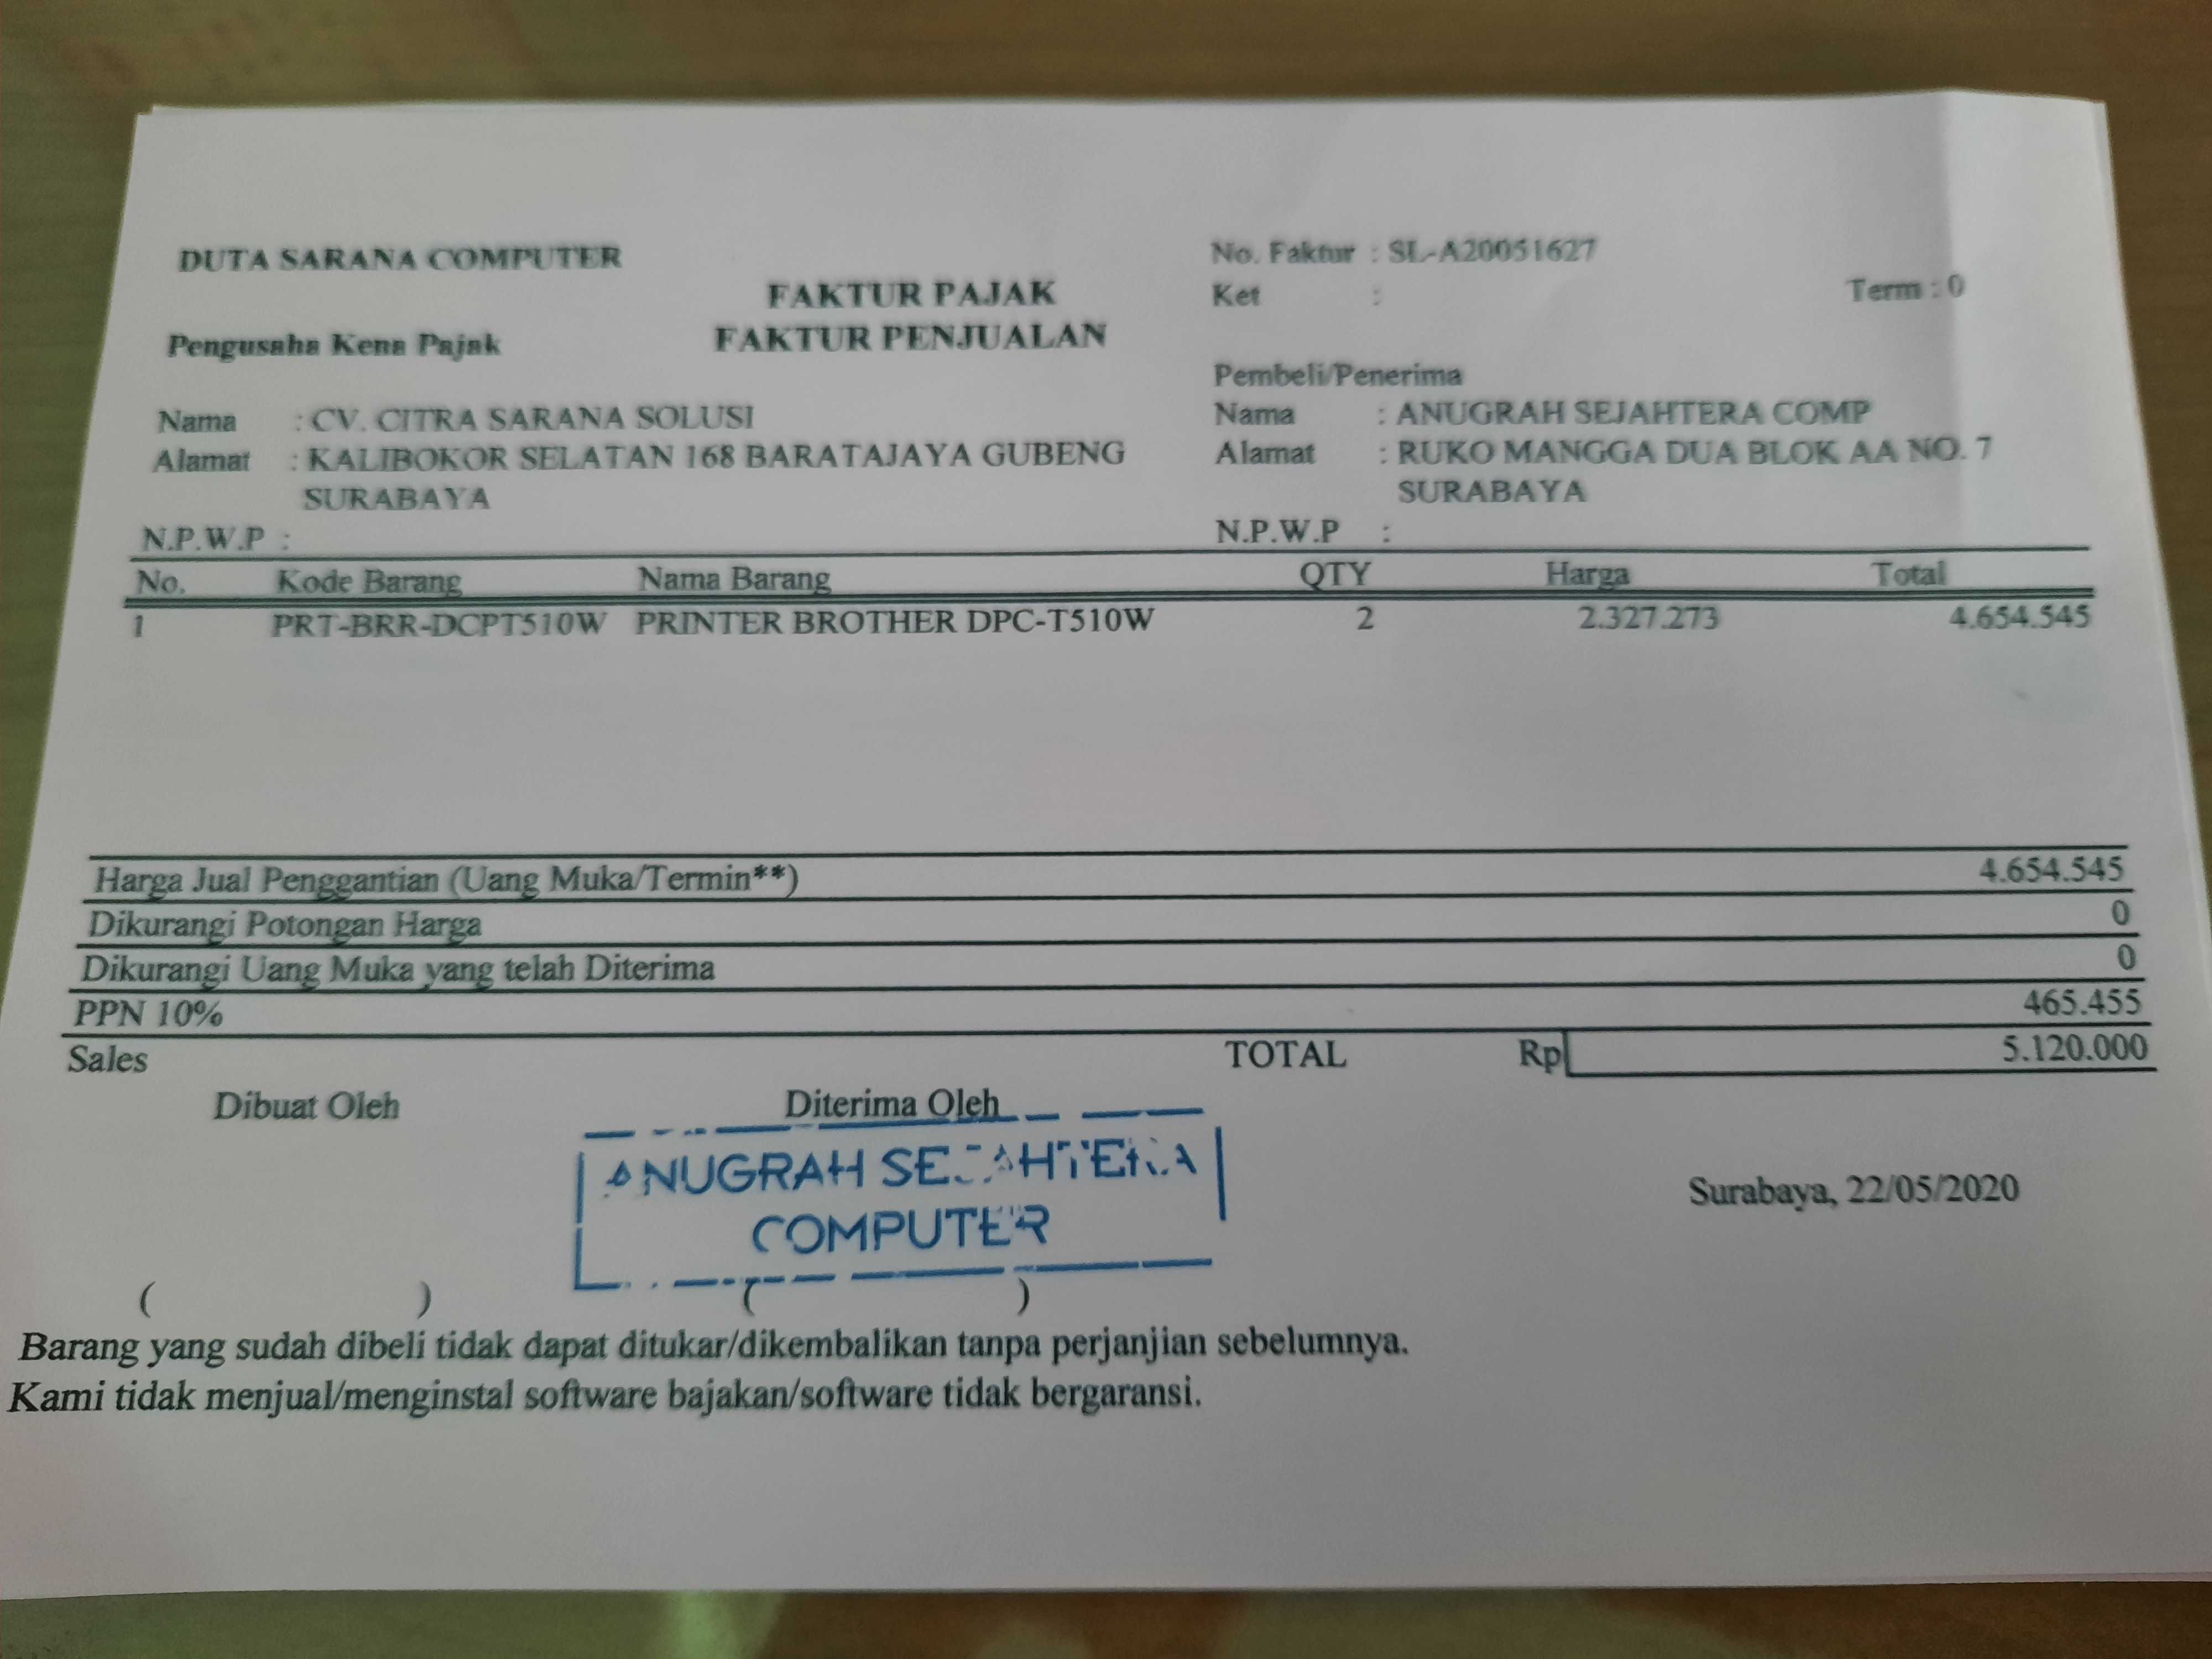 DUTA SARANA COMPUTER
FAKTUR PAJAK
FAKTUR PENJUALAN
No. Faktur : SL-A20051627
Ket :
Term : 0
Pengusaha Kena Pajak
Nama : CV. CITRA SARANA SOLUSI
Alamat : KALIBOKOR SELATAN 168 BARATAJAYA GUBENG
SURABAYA
N.P.W.P :
Pembeli/Penerima
Nama : ANUGRAH SEJAHTERA COMP
Alamat : RUKO MANGGA DUA BLOK AA NO. 7
SURABAYA
N.P.W.P :
No. Kode Barang Nama Barang QTY Harga Total
1 PRT-BRR-DCPT510W PRINTER BROTHER DPC-T510W 2 2.327.273 4.654.545
Harga Jual Penggantian (Uang Muka/Termin**) 4.654.545
Dikurangi Potongan Harga 0
Dikurangi Uang Muka yang telah Diterima 0
PPN 10% 465.455
Sales TOTAL Rp 5.120.000
Dibuat Oleh Diterima Oleh
ANUGRAH SEJAHTERA
COMPUTER
Surabaya, 22/05/2020
( ) ( )
Barang yang sudah dibeli tidak dapat ditukar/dikembalikan tanpa perjanjian sebelumnya.
Kami tidak menjual/menginstal software bajakan/software tidak bergaransi.